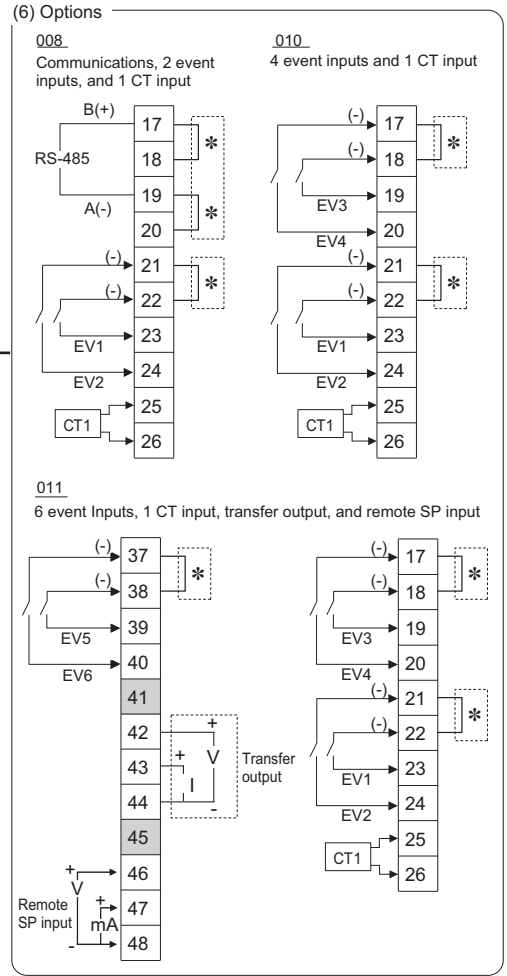 (6) Options
008
Communications, 2 event
inputs, and 1 CT input
B(+)
RS-485
A(-)
17
18
19
20
21
22
23
24
25
26
*
*
*
(-)
(-)
EV1
EV2
CT1
010
4 event inputs and 1 CT input
(-)
(-)
EV3
EV4
(-)
(-)
EV1
EV2
CT1
17
18
19
20
21
22
23
24
25
26
*
*
011
6 event Inputs, 1 CT input, transfer output, and remote SP input
(-)
(-)
EV5
EV6
37
38
39
40
41
42
43
44
45
46
47
48
*
+
+
V
I
-
Transfer
output
+
V
Remote
SP input
+
mA
-
(-)
(-)
EV3
EV4
(-)
(-)
EV1
EV2
CT1
17
18
19
20
21
22
23
24
25
26
*
*